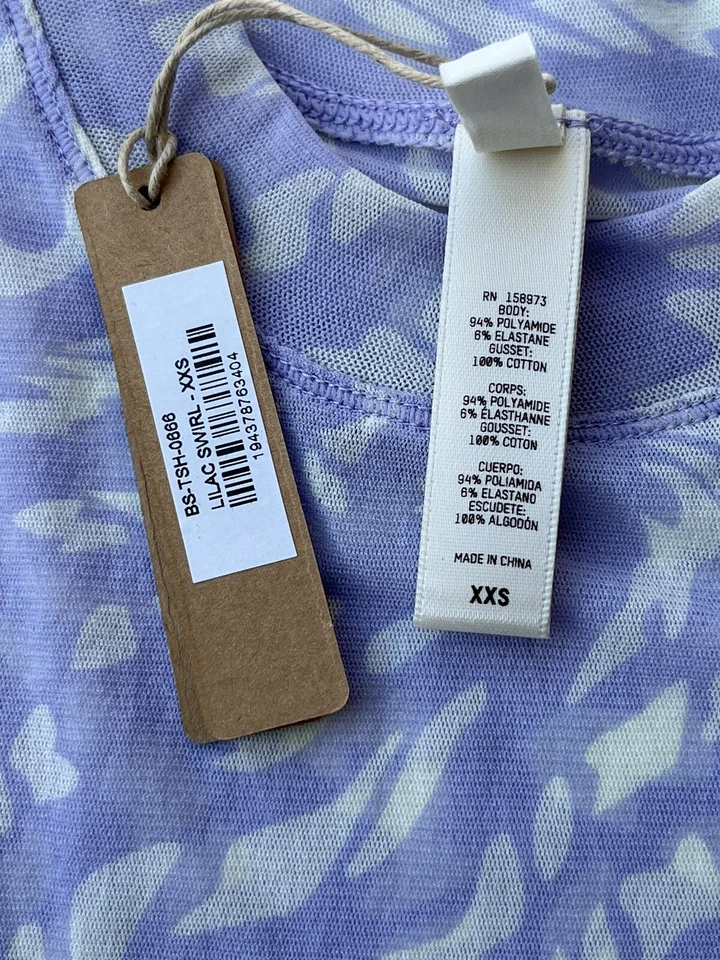 BS-TSH-0666
LILAC SWIRL - XXS
194378763404
RN 158973
BODY:
94% POLYAMIDE
6% ELASTANE
GUSSET:
100% COTTON
CORPS:
94% POLYAMIDE
6% ÉLASTHANNE
GOUSSET:
100% COTON
CUERPO:
94% POLIAMIDA
6% ELASTANO
ESCUDETE:
100% ALGODÓN
MADE IN CHINA
XXS